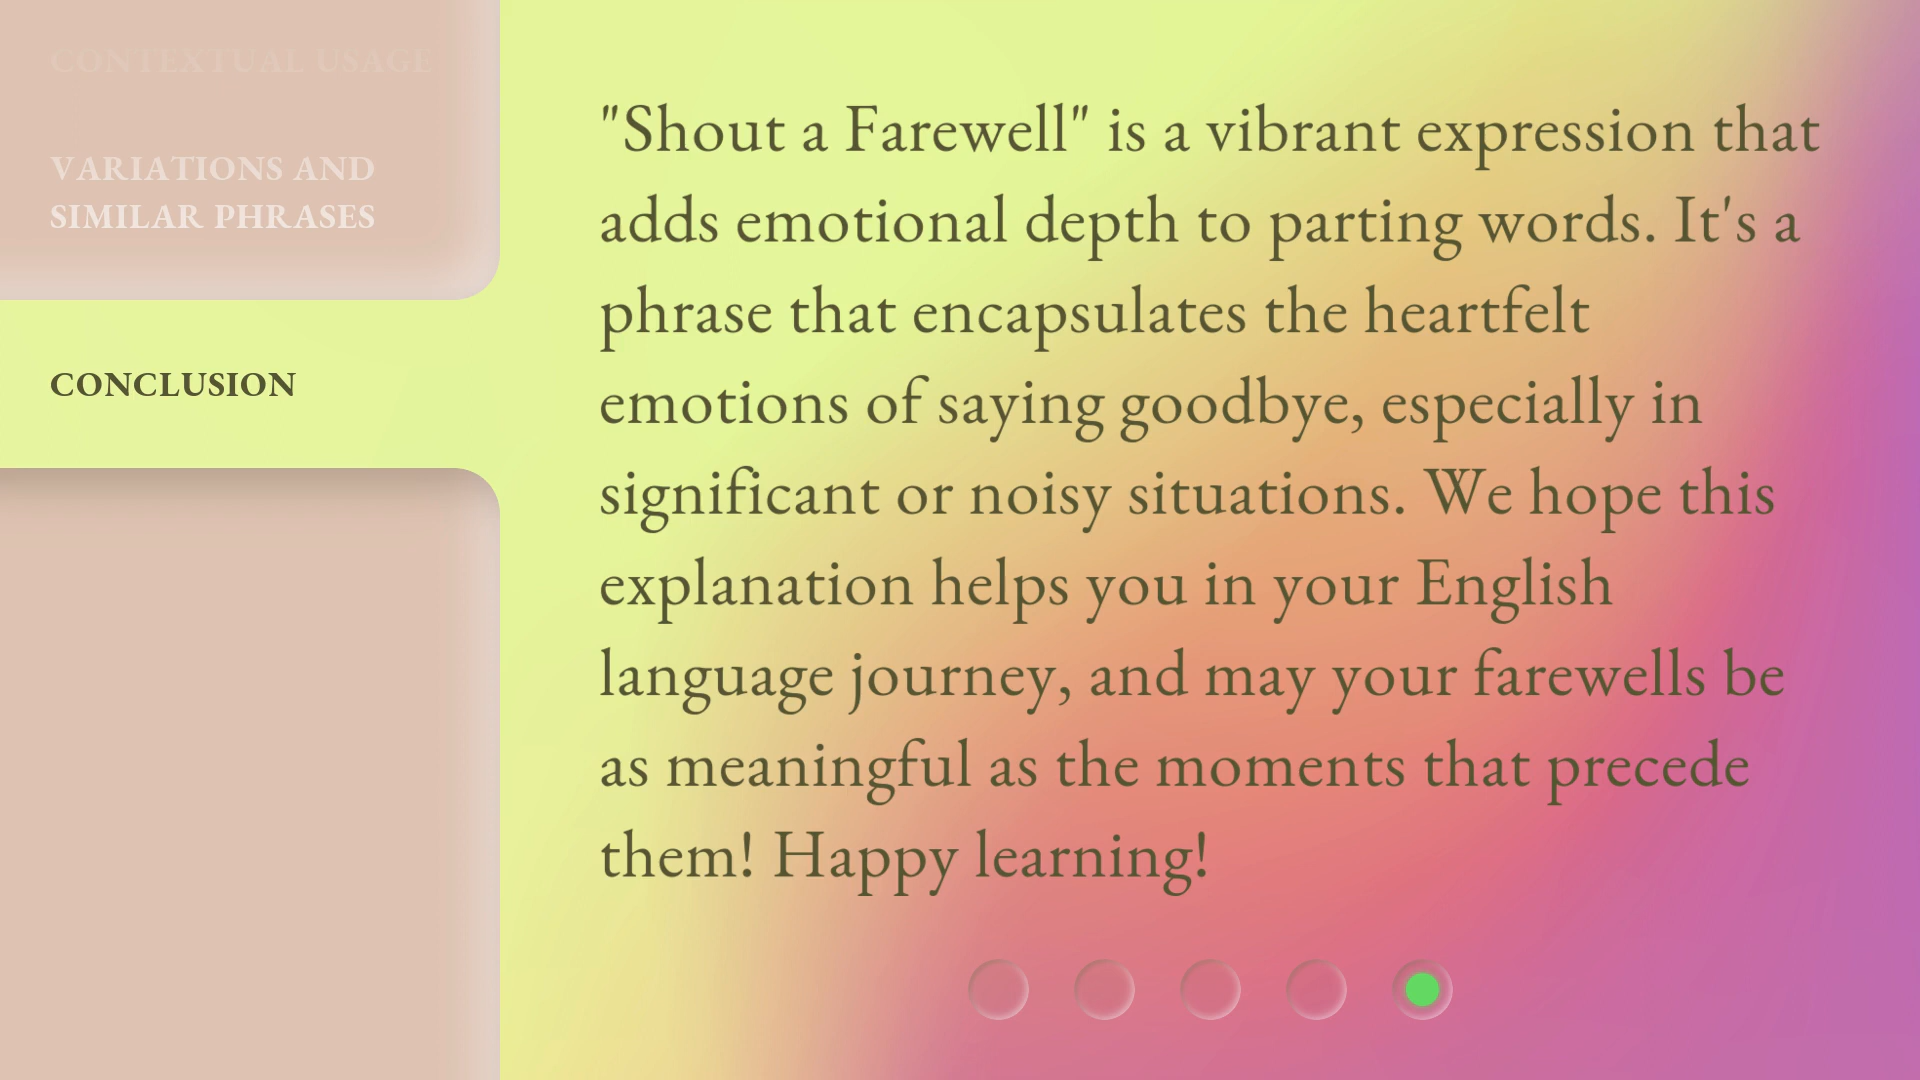 CONTEXTUAL USAGE
VARIATIONS AND
SIMILAR PHRASES
CONCLUSION
"Shout a Farewell" is a vibrant expression that
adds emotional depth to parting words. It's a
phrase that encapsulates the heartfelt
emotions of saying goodbye, especially in
significant or noisy situations. We hope this
explanation helps you in your English
language journey, and may your farewells be
as meaningful as the moments that precede
them! Happy learning!